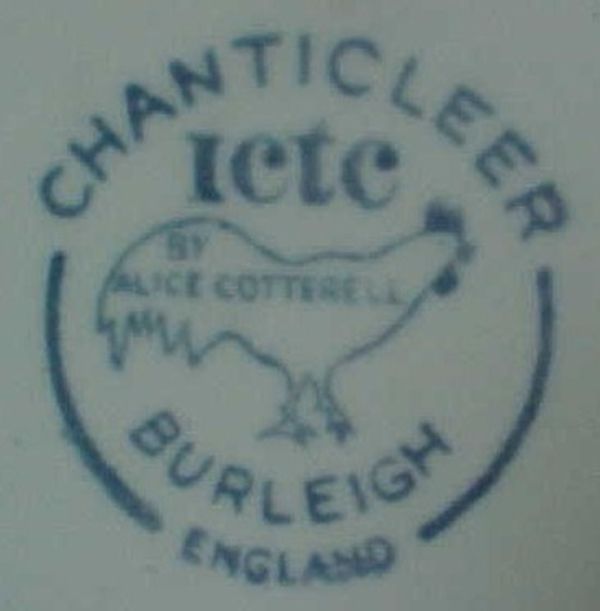 CHANTICLEER
ICTC
BY
ALICE COTTERELL
BURLEIGH
ENGLAND